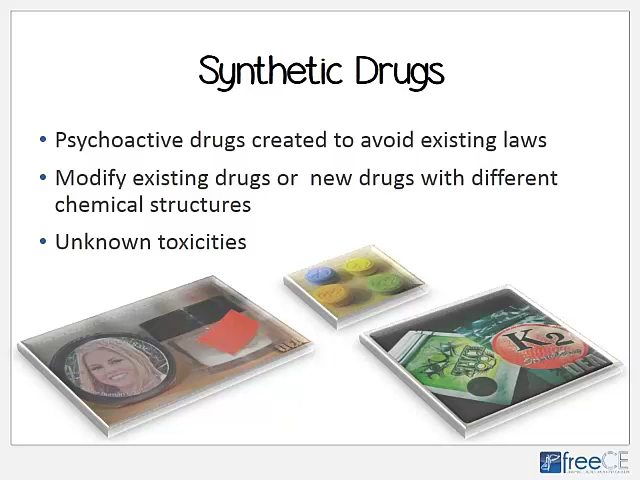 Synthetic Drugs
• Psychoactive drugs created to avoid existing laws
• Modify existing drugs or new drugs with different
chemical structures
• Unknown toxicities
K2
freeCE